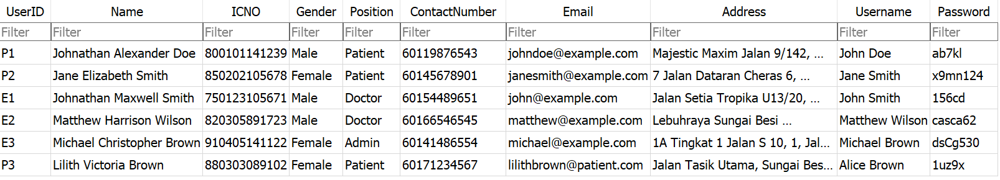 UserID Name ICNO Gender Position ContactNumber Email Address Username Password
Filter Filter Filter Filter Filter Filter Filter Filter Filter Filter
P1 Johnathan Alexander Doe 800101141239 Male Patient 60119876543 johndoe@example.com Majestic Maxim Jalan 9/142, ... John Doe ab7kl
P2 Jane Elizabeth Smith 850202105678 Female Patient 60145678901 janesmith@example.com 7 Jalan Dataran Cheras 6, ... Jane Smith x9mn124
E1 Johnathan Maxwell Smith 750123105671 Male Doctor 60154489651 john@example.com Jalan Setia Tropika U13/20, ... John Smith 156cd
E2 Matthew Harrison Wilson 820305891723 Male Doctor 60166546545 matthew@example.com Lebuhraya Sungai Besi ... Matthew Wilson casca62
E3 Michael Christopher Brown 910405141122 Female Admin 60141486554 michael@example.com 1A Tingkat 1 Jalan S 10, 1, Jal... Michael Brown dsCg530
P3 Lilith Victoria Brown 880303089102 Female Patient 60171234567 lilithbrown@patient.com Jalan Tasik Utama, Sungai Bes... Alice Brown 1uz9x